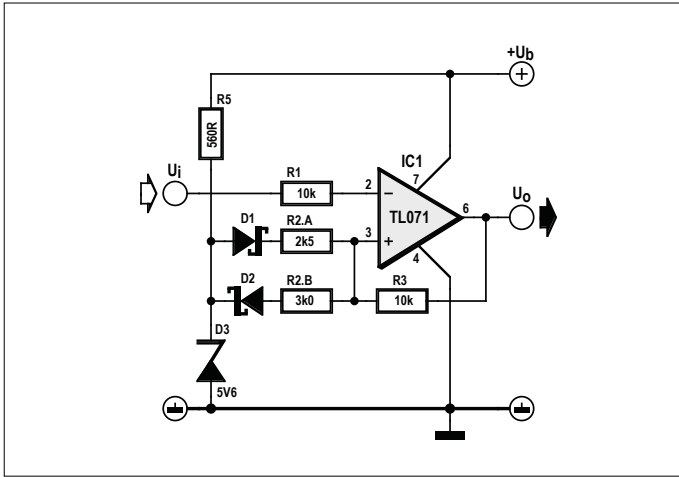 +Ub
R5
560R
Ui
R1
10k
IC1
7
2
−
TL071
6
Uo
D1
R2.A
2k5
3
+
4
D2
R2.B
3k0
R3
10k
D3
5V6